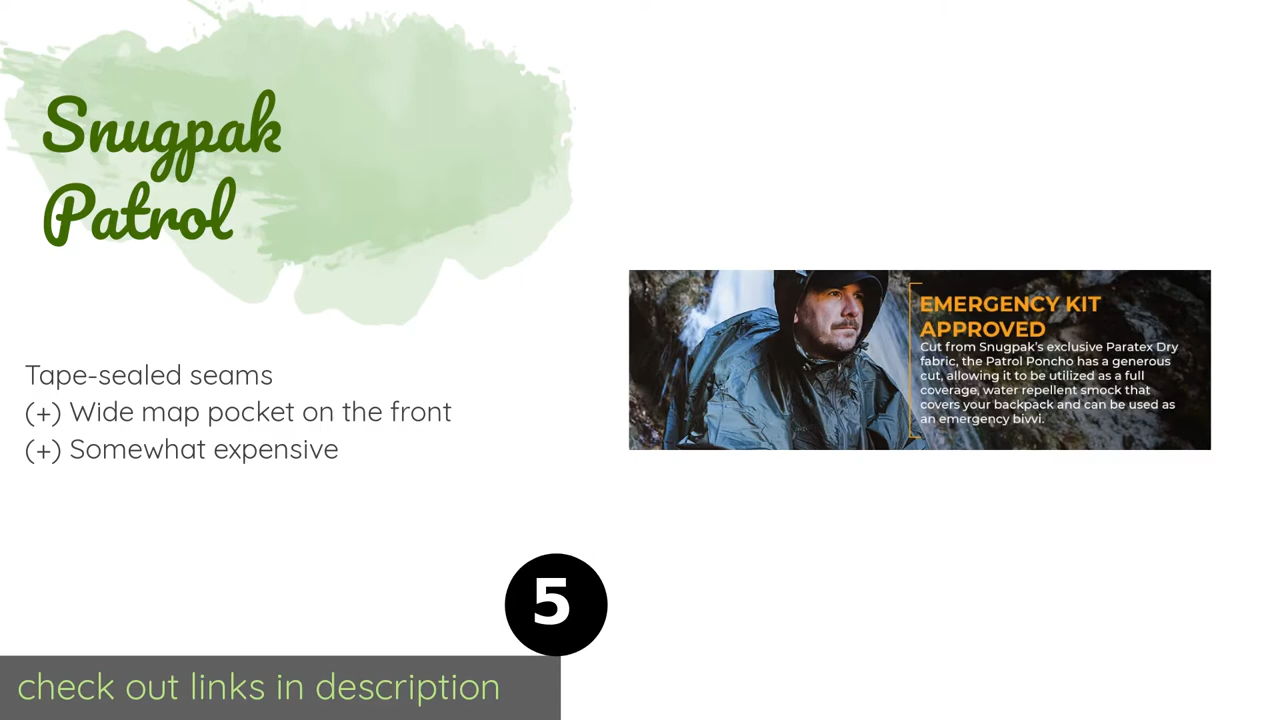 Snugpak
Patrol
Tape-sealed seams
(+) Wide map pocket on the front
(+) Somewhat expensive
EMERGENCY KIT
APPROVED
Cut from Snugpak's exclusive Paratex Dry
fabric, the Patrol Poncho has a generous
cut, allowing it to be utilized as a full
coverage, water repellent smock that
covers your backpack and can be used as
an emergency bivvi.
5
check out links in description